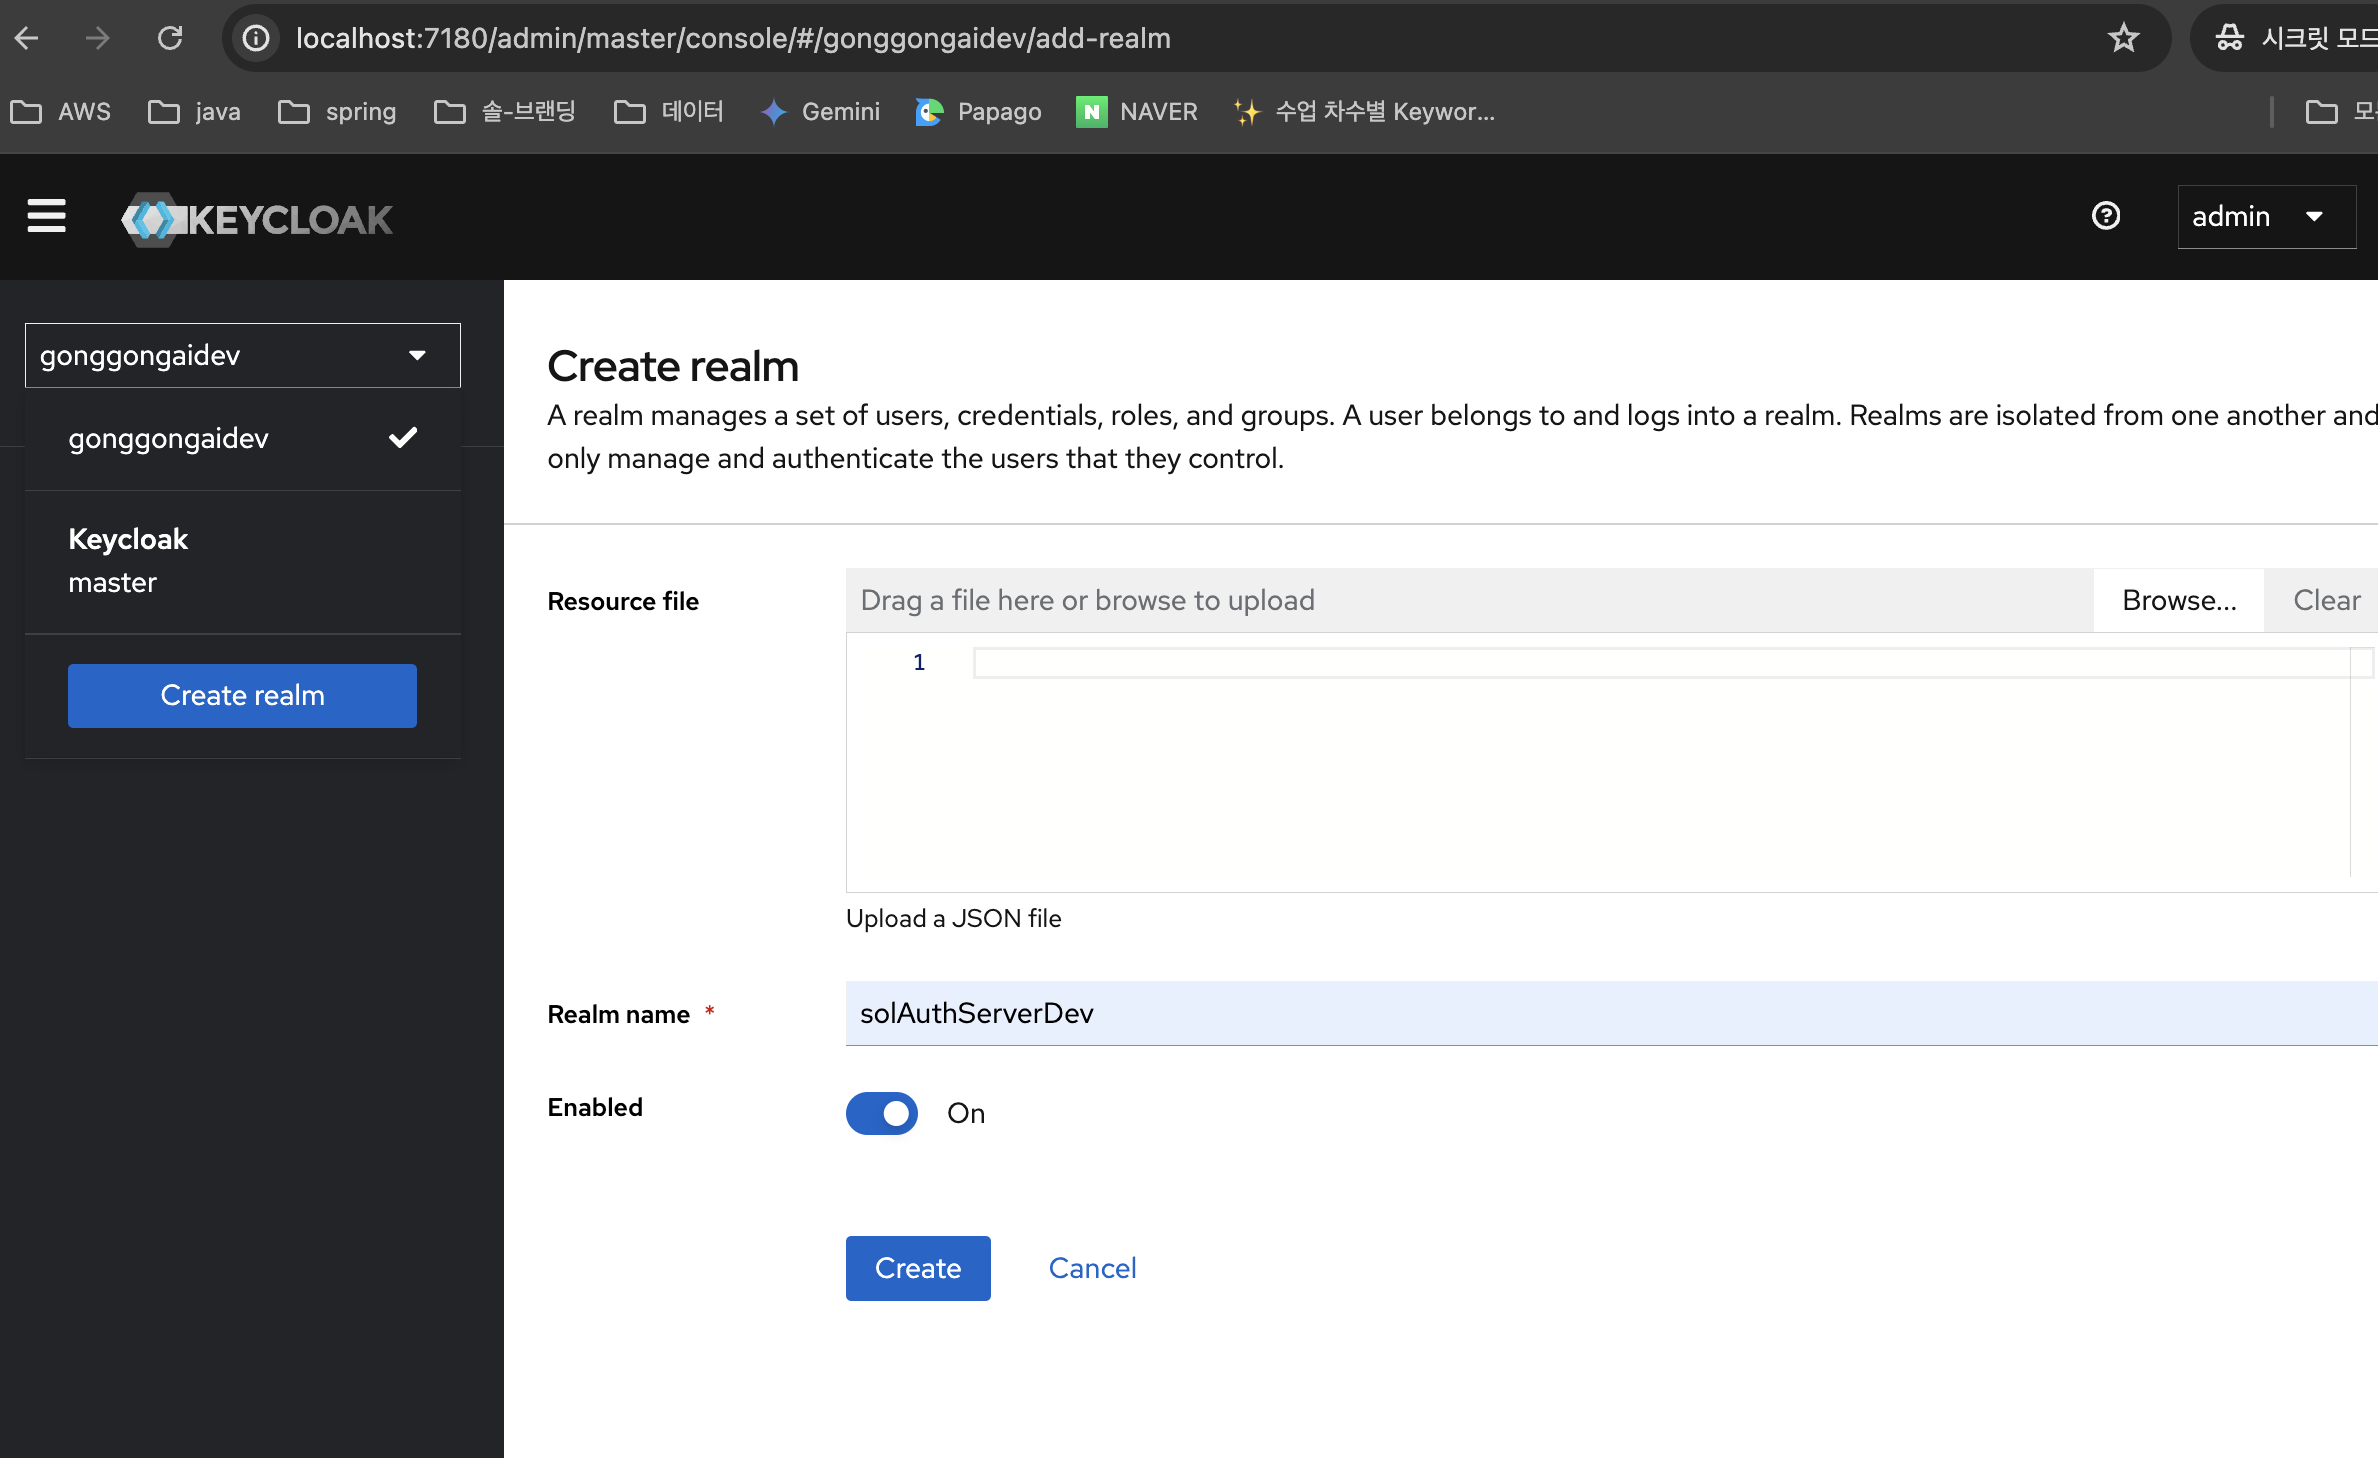 localhost:7180/admin/master/console/#/gonggongaidev/add-realm
시크릿 모드
AWS
java
spring
솔-브랜딩
데이터
Gemini
Papago
NAVER
수업 차수별 Keywor...
KEYCLOAK
admin
gonggongaidev
gonggongaidev
Keycloak
master
Create realm
Create realm
A realm manages a set of users, credentials, roles, and groups. A user belongs to and logs into a realm. Realms are isolated from one another and
only manage and authenticate the users that they control.
Resource file
Drag a file here or browse to upload
Browse...
Clear
1
Upload a JSON file
Realm name *
solAuthServerDev
Enabled
On
Create
Cancel